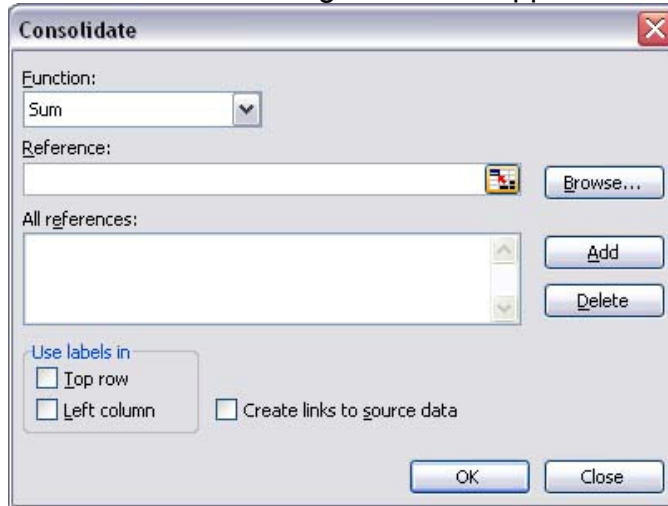 Consolidate
Function:
Sum
Reference:
Browse...
All references:
Add
Delete
Use labels in
Top row
Left column
Create links to source data
OK
Close